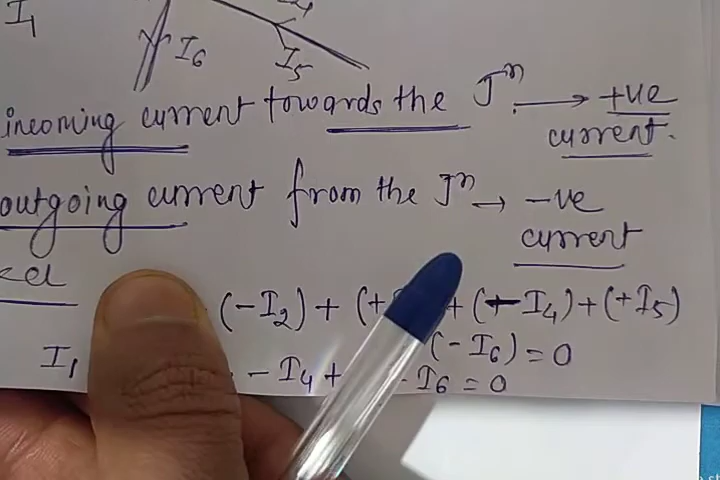 I1
I6
I5
incoming current towards the Jn → +ve
current.
outgoing current from the Jn → -ve
current
(-I2) + (+ + (-I4) + (+I5)
(-I6) = 0
I1 - I4 + - I6 = 0